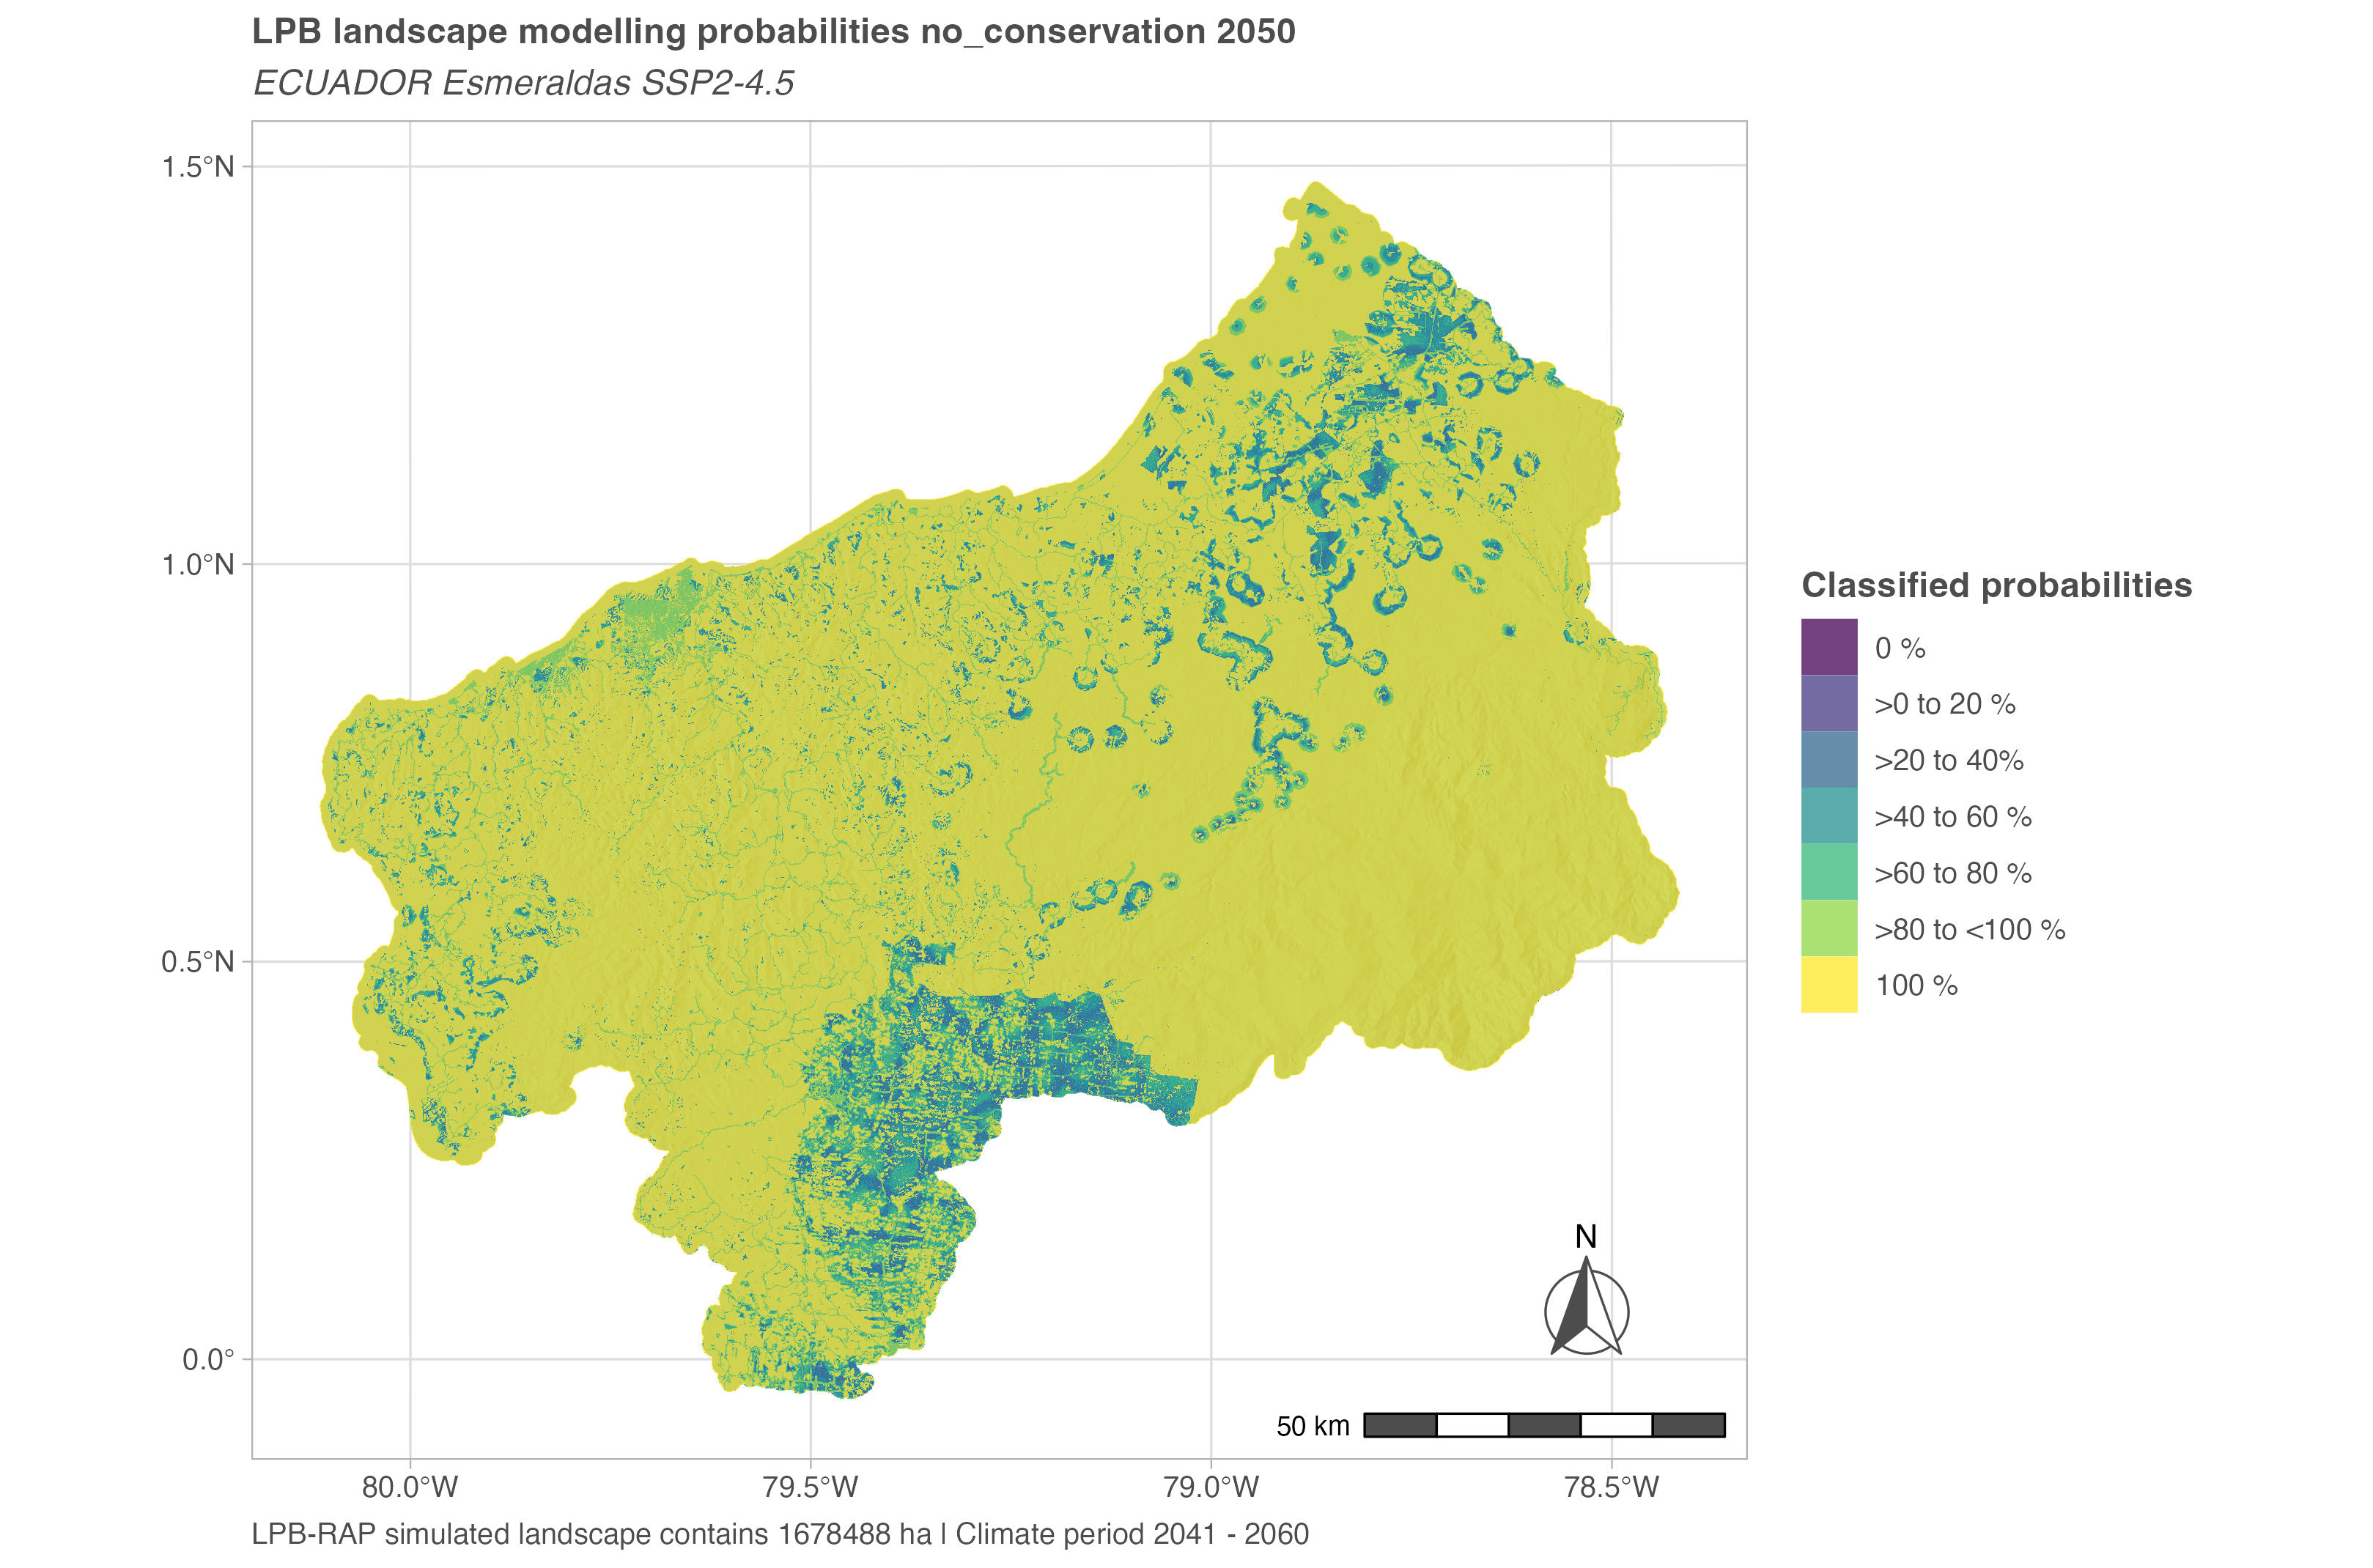 LPB landscape modelling probabilities no_conservation 2050
ECUADOR Esmeraldas SSP2-4.5
1.5°N
1.0°N
0.5°N
0.0°
80.0°W
79.5°W
79.0°W
78.5°W
N
50 km
Classified probabilities
0 %
>0 to 20 %
>20 to 40%
>40 to 60 %
>60 to 80 %
>80 to <100 %
100 %
LPB-RAP simulated landscape contains 1678488 ha | Climate period 2041 - 2060